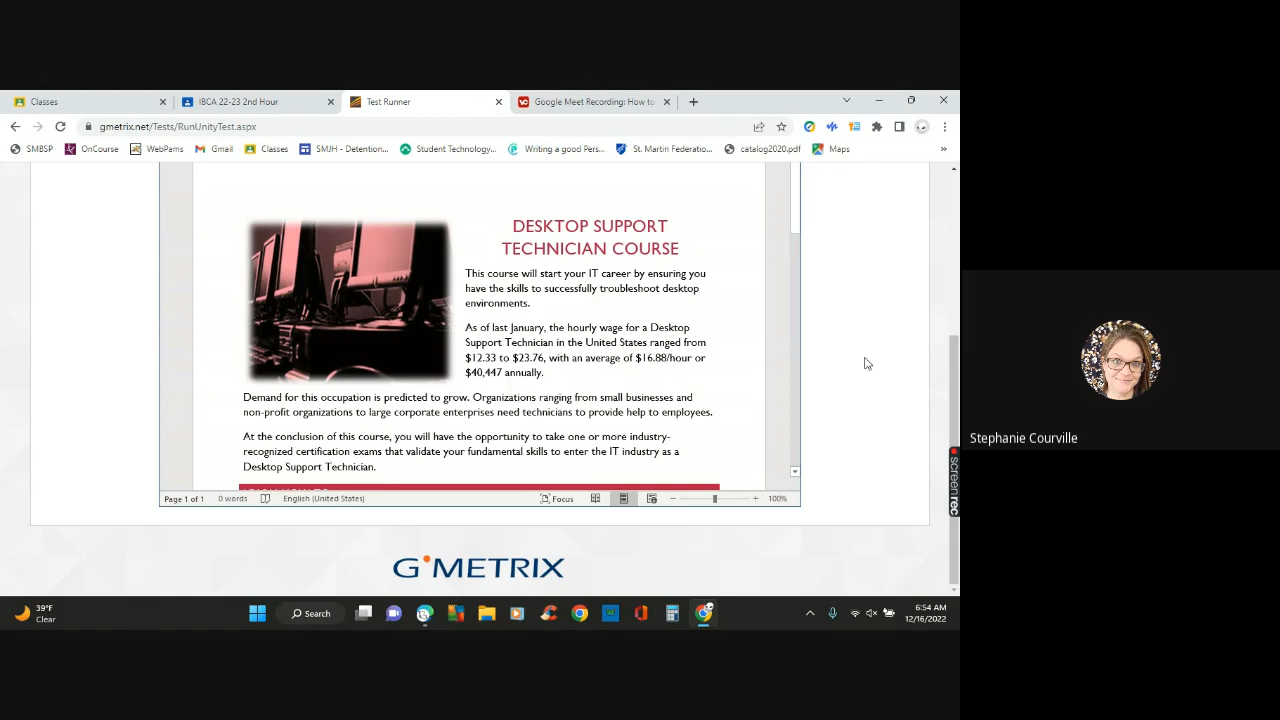 Classes
IBCA 22-23 2nd Hour
Test Runner
Google Meet Recording: How to
gmetrix.net/Tests/RunUnityTest.aspx
SMBSP
OnCourse
WebPams
Gmail
Classes
SMJH - Detention...
Student Technology...
Writing a good Pers...
St. Martin Federatio...
catalog2020.pdf
Maps
»
DESKTOP SUPPORT
TECHNICIAN COURSE
This course will start your IT career by ensuring you
have the skills to successfully troubleshoot desktop
environments.
As of last January, the hourly wage for a Desktop
Support Technician in the United States ranged from
$12.33 to $23.76, with an average of $16.88/hour or
$40,447 annually.
Demand for this occupation is predicted to grow. Organizations ranging from small businesses and
non-profit organizations to large corporate enterprises need technicians to provide help to employees.
At the conclusion of this course, you will have the opportunity to take one or more industry-
recognized certification exams that validate your fundamental skills to enter the IT industry as a
Desktop Support Technician.
Page 1 of 1 0 words English (United States) Focus 100%
GMETRIX
39°F
Clear
Search
6:54 AM
12/16/2022
Stephanie Courville
screenrec